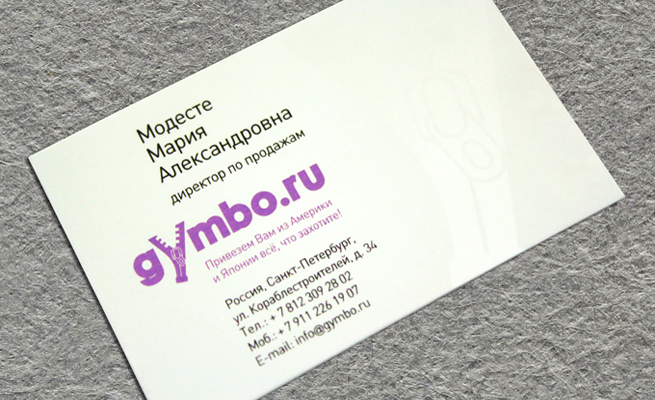 Модесте
Мария
Александровна
директор по продажам
gymbo.ru
Привезем Вам из Америки
и Японии всё, что захотите!
Россия, Санкт-Петербург,
ул. Кораблестроителей, д. 34
Тел.: +7 812 309 28 02
Моб.: +7 911 226 19 07
E-mail: info@gymbo.ru